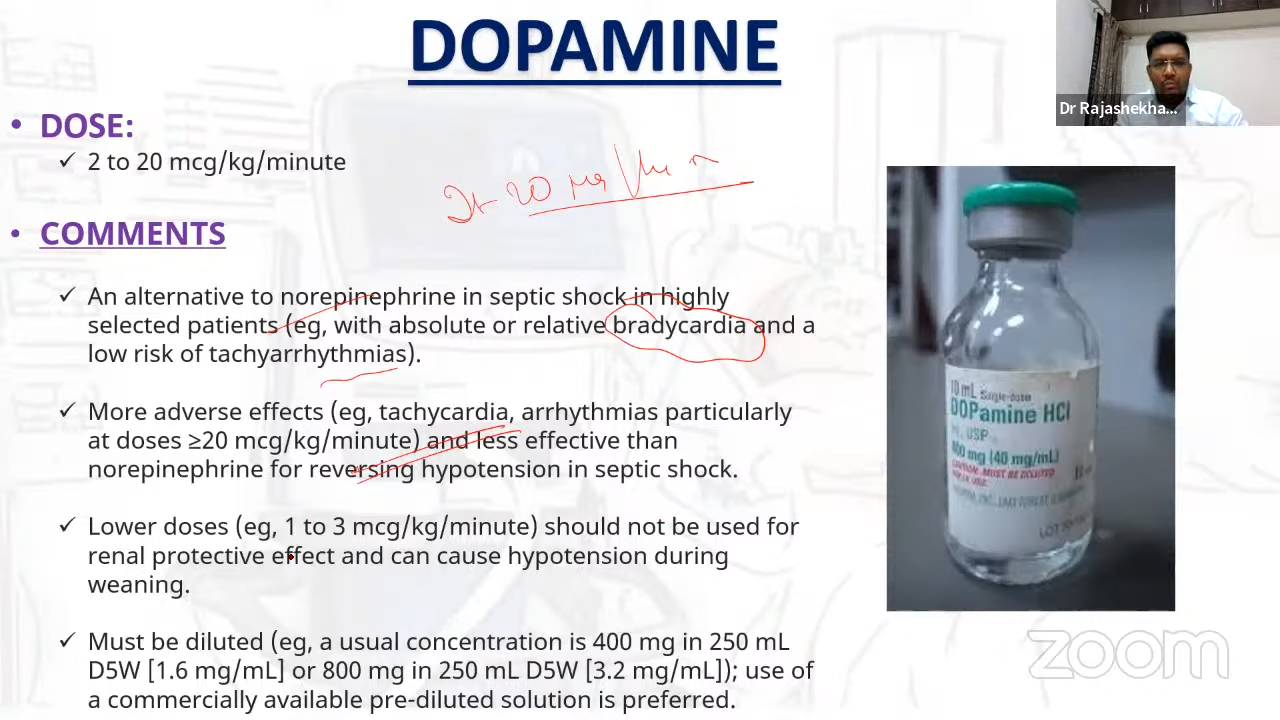 DOPAMINE
Dr Rajashekha...
• DOSE:
✓ 2 to 20 mcg/kg/minute
• COMMENTS
✓ An alternative to norepinephrine in septic shock in highly
selected patients (eg, with absolute or relative bradycardia and a
low risk of tachyarrhythmias).
✓ More adverse effects (eg, tachycardia, arrhythmias particularly
at doses ≥20 mcg/kg/minute) and less effective than
norepinephrine for reversing hypotension in septic shock.
✓ Lower doses (eg, 1 to 3 mcg/kg/minute) should not be used for
renal protective effect and can cause hypotension during
weaning.
✓ Must be diluted (eg, a usual concentration is 400 mg in 250 mL
D5W [1.6 mg/mL] or 800 mg in 250 mL D5W [3.2 mg/mL]); use of
a commercially available pre-diluted solution is preferred.
10 mL Single-dose
DOPamine HCl
USP
400 mg (40 mg/mL)
CAUTION: MUST BE DILUTED
LOT
zoom